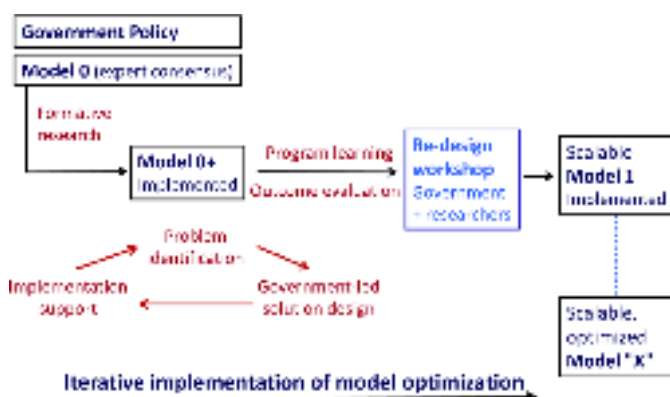 Government Policy
Model 0 (expert consensus)
Formative
research
Model 0+
Implemented
Program learning
Outcome evaluation
Re-design
workshop
Government
+ researchers
Scalable
Model 1
Implemented
Problem
identification
Implementation
support
Government-led
solution design
Scalable,
optimized
Model "X"
Iterative implementation of model optimization